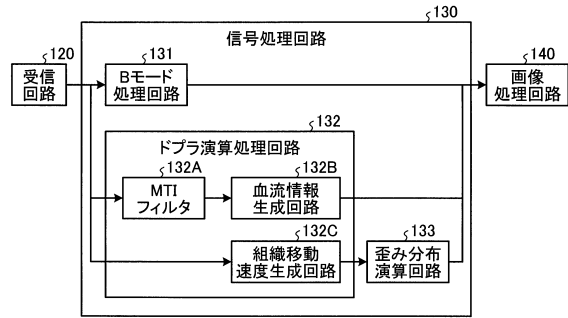 130
信号処理回路
120
受信
回路
131
Bモード
処理回路
140
画像
処理回路
132
ドプラ演算処理回路
132A
MTI
フィルタ
132B
血流情報
生成回路
132C
組織移動
速度生成回路
133
歪み分布
演算回路